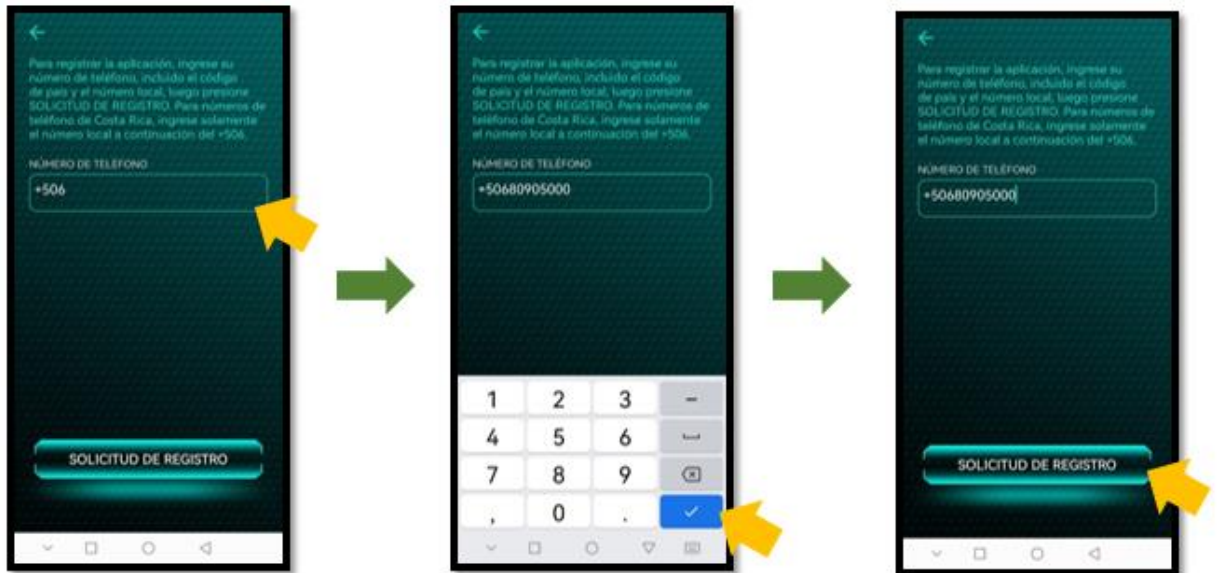 Para registrar la aplicación, ingrese su
número de teléfono, incluido el código
de país y el número local, luego presione
SOLICITUD DE REGISTRO. Para números de
teléfono de Costa Rica, ingrese solamente
el número local a continuación del +506.
NÚMERO DE TELÉFONO
+506
SOLICITUD DE REGISTRO
Para registrar la aplicación, ingrese su
número de teléfono, incluido el código
de país y el número local, luego presione
SOLICITUD DE REGISTRO. Para números de
teléfono de Costa Rica, ingrese solamente
el número local a continuación del +506.
NÚMERO DE TELÉFONO
+50680905000
1 2 3 -
4 5 6
7 8 9
, 0 .
Para registrar la aplicación, ingrese su
número de teléfono, incluido el código
de país y el número local, luego presione
SOLICITUD DE REGISTRO. Para números de
teléfono de Costa Rica, ingrese solamente
el número local a continuación del +506.
NÚMERO DE TELÉFONO
+50680905000
SOLICITUD DE REGISTRO